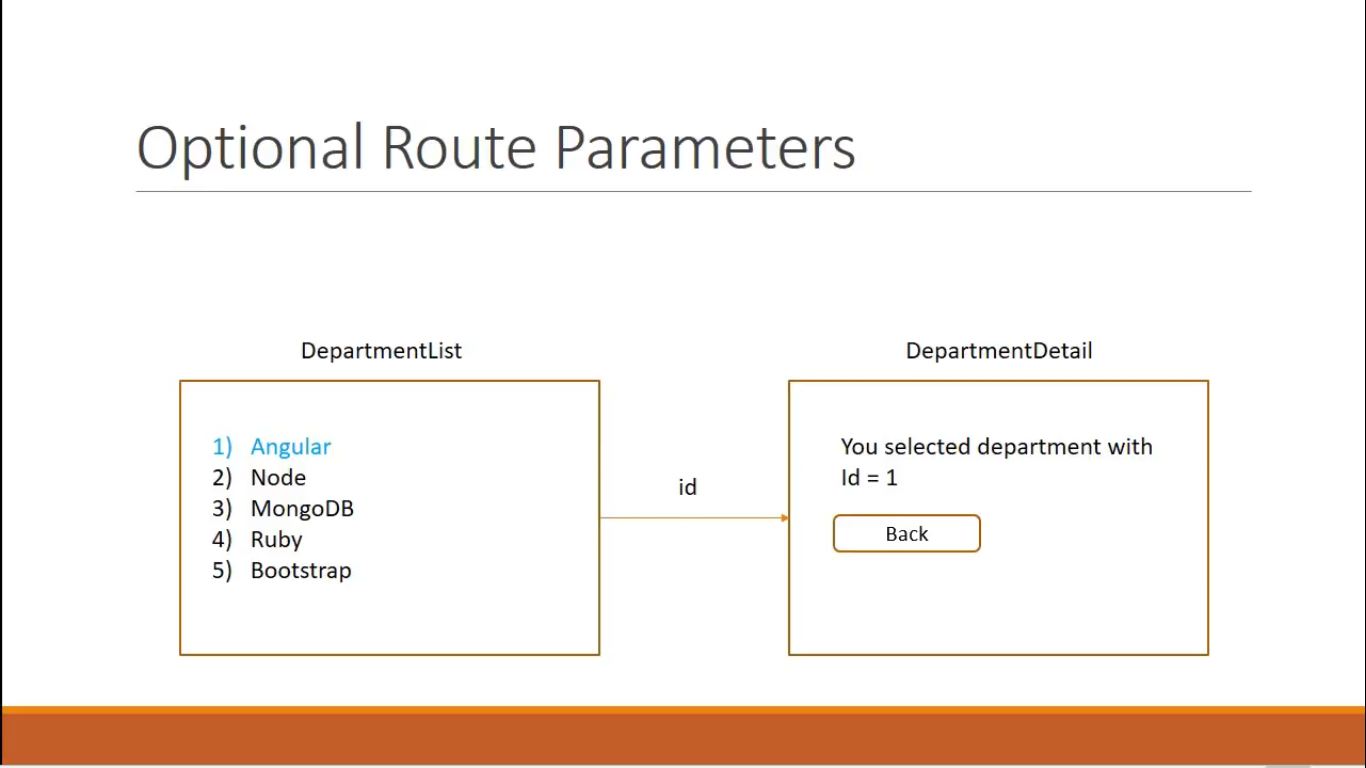 Optional Route Parameters
DepartmentList
1) Angular
2) Node
3) MongoDB
4) Ruby
5) Bootstrap
id
DepartmentDetail
You selected department with
Id = 1
Back